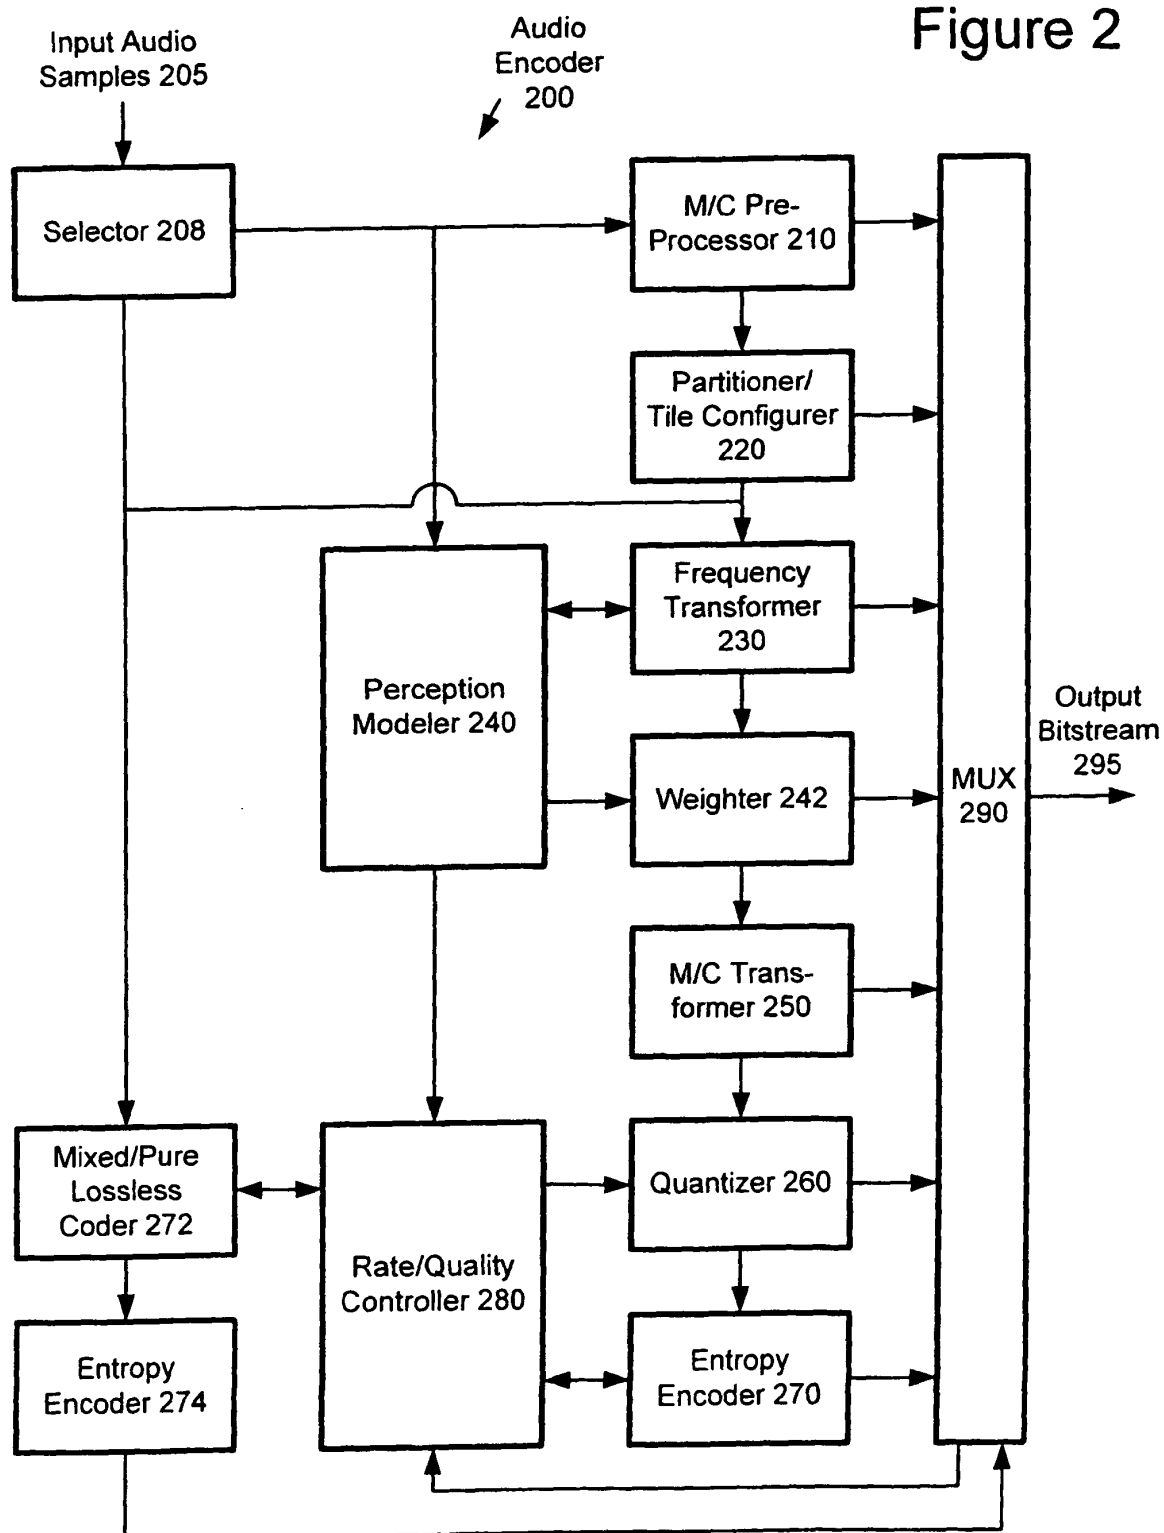 Figure 2
Input Audio
Samples 205
Audio
Encoder
200
Selector 208
M/C Pre-
Processor 210
Partitioner/
Tile Configurer
220
Frequency
Transformer
230
Perception
Modeler 240
Weighter 242
MUX
290
Output
Bitstream
295
M/C Trans-
former 250
Mixed/Pure
Lossless
Coder 272
Rate/Quality
Controller 280
Quantizer 260
Entropy
Encoder 274
Entropy
Encoder 270